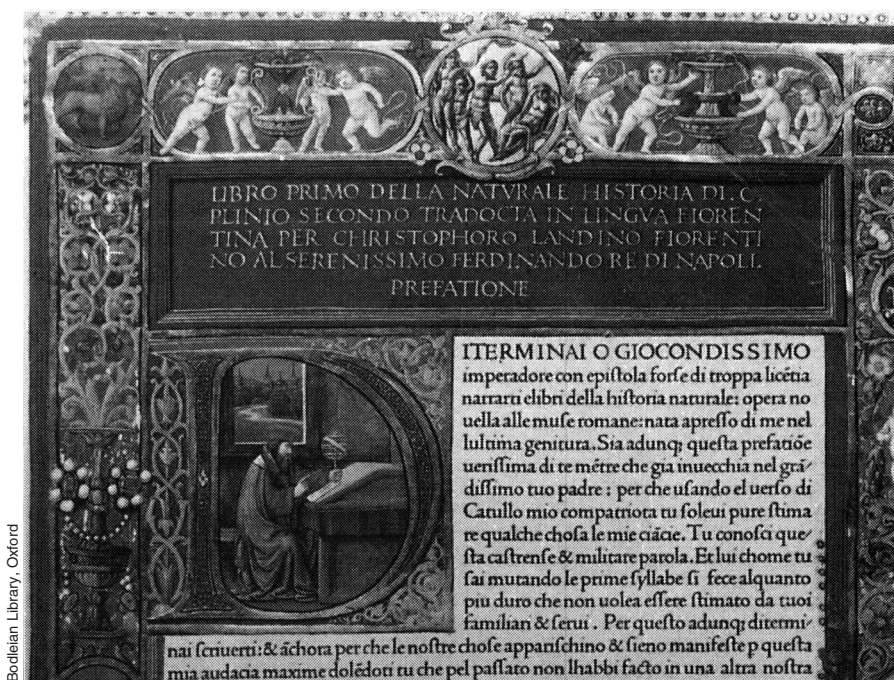 LIBRO PRIMO DELLA NATVRALE HISTORIA DI. C.
PLINIO SECONDO TRADOCTA IN LINGVA FIOREN
TINA PER CHRISTOPHORO LANDINO FIORENTI
NO AL SERENISSIMO FERDINANDO RE DI NAPOLI.
PREFATIONE
DITERMINAI O GIOCONDISSIMO
imperadore con epiſtola forſe di troppa licētia
narrarti elibri della hiſtoria naturale: opera no
uella alle muſe romane: nata apreſſo di me nel
lultima genitura. Sia adunqꝫ queſta prefatiōe
ueriſſima di te mētre che gia inuecchia nel grā/
diſſimo tuo padre : per che uſando el uerſo di
Catullo mio compatriota tu ſoleui pure ſtima
re qualche choſa le mie ciācie. Tu conoſci que/
ſta caſtrenſe & militare parola. Et lui chome tu
ſai mutando le prime ſyllabe ſi fece alquanto
piu duro che non uolea eſſere ſtimato da tuoi
familiari & ſerui . Per queſto adunqꝫ ditermi/
nai ſcriuerti: & āchora per che le noſtre choſe appariſchino & ſieno manifeſte p queſta
mia audacia maxime dolēdoti tu che pel paſſato non lhabbi facto in una altra noſtra
Bodleian Library, Oxford